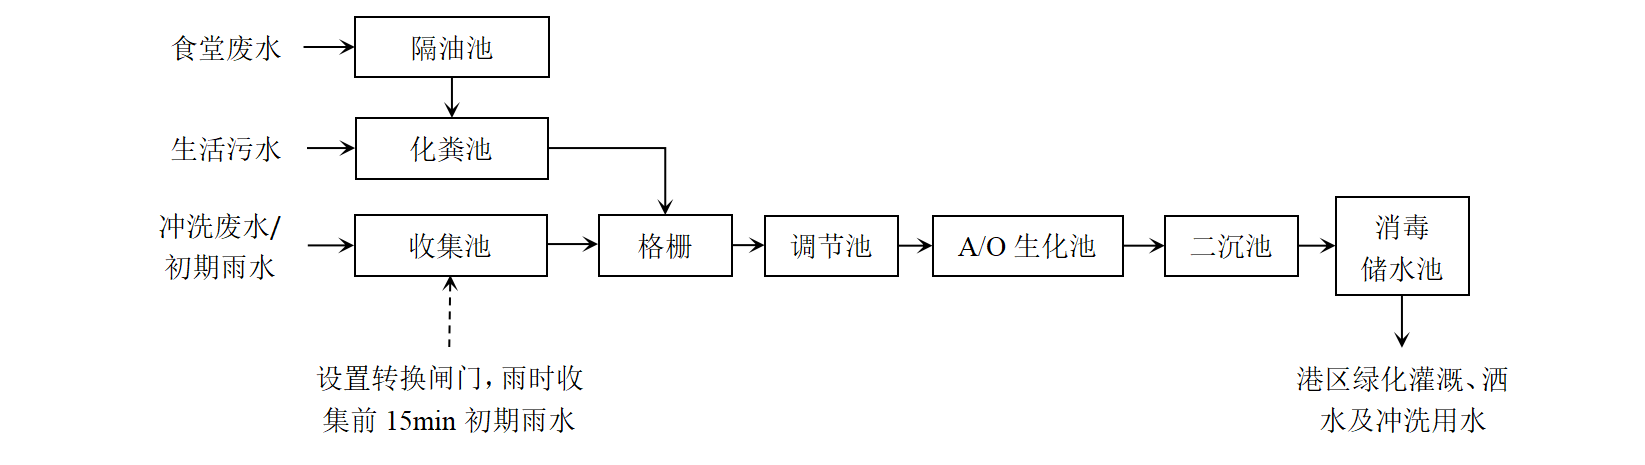 食堂废水
隔油池
生活污水
化粪池
冲洗废水/
初期雨水
收集池
格栅
调节池
A/O 生化池
二沉池
消毒
储水池
设置转换闸门，雨时收
集前 15min 初期雨水
港区绿化灌溉、洒
水及冲洗用水